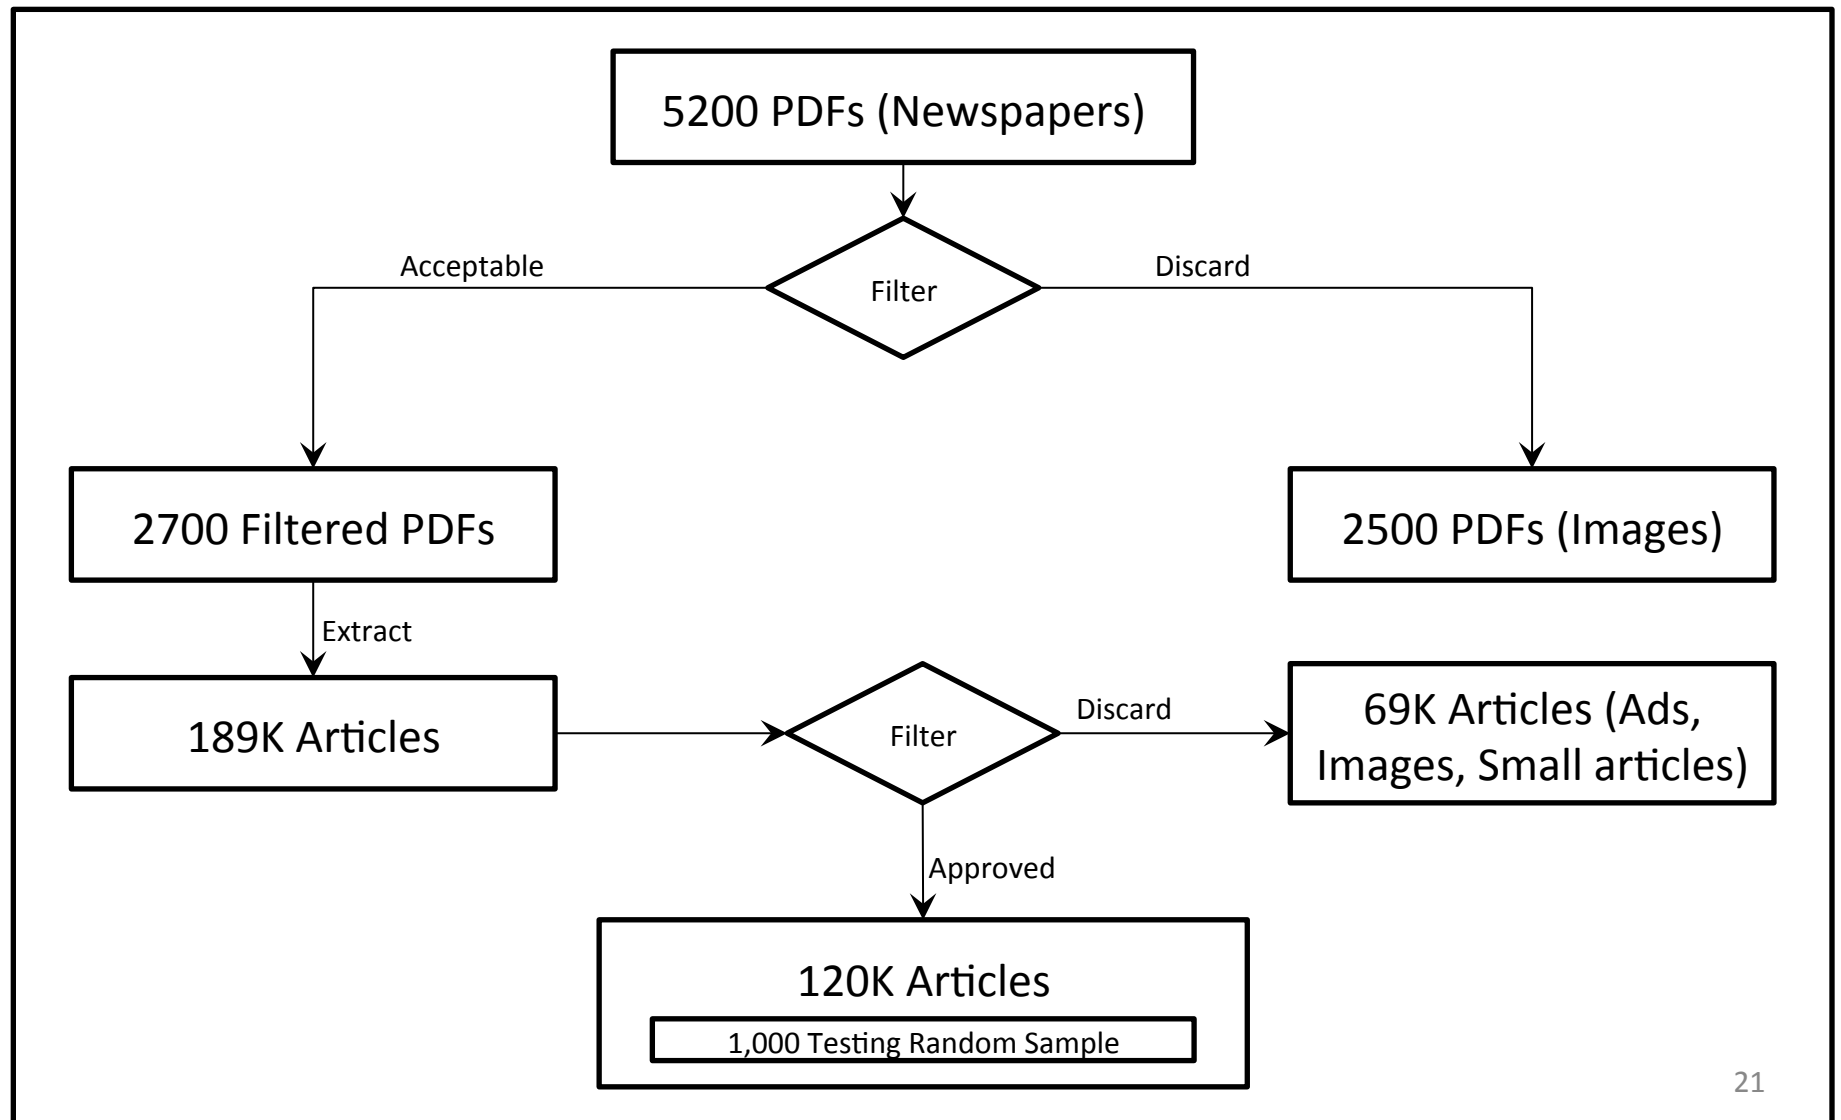 5200 PDFs (Newspapers)
Acceptable
Filter
Discard
2700 Filtered PDFs
2500 PDFs (Images)
Extract
189K Articles
Filter
Discard
69K Articles (Ads,
Images, Small articles)
Approved
120K Articles
1,000 Testing Random Sample
21